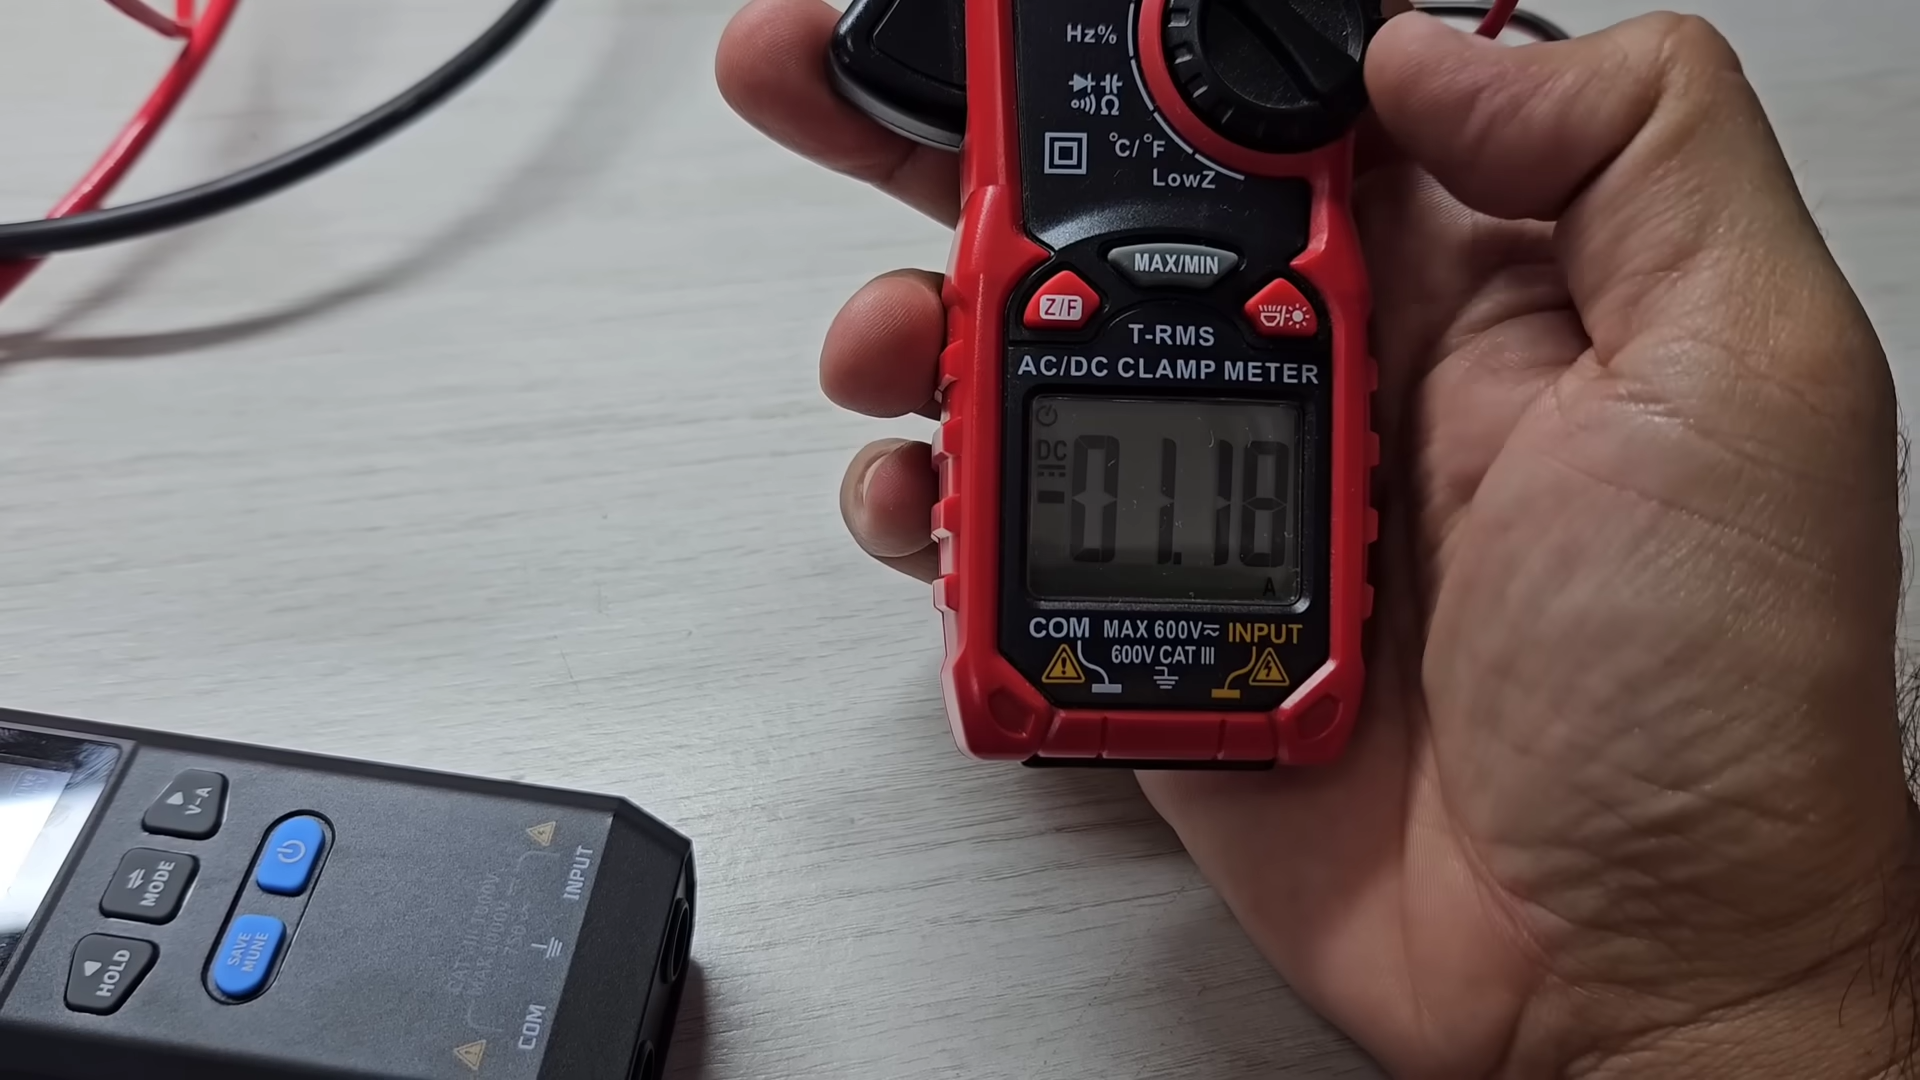 Hz%
Ω
°C/°F
LowZ
MAX/MIN
Z/F
T-RMS
AC/DC CLAMP METER
DC
-01.18
A
COM MAX 600V⎓ INPUT
600V CAT III
V-A
MODE
HOLD
SAVE
MUNE
INPUT
COM